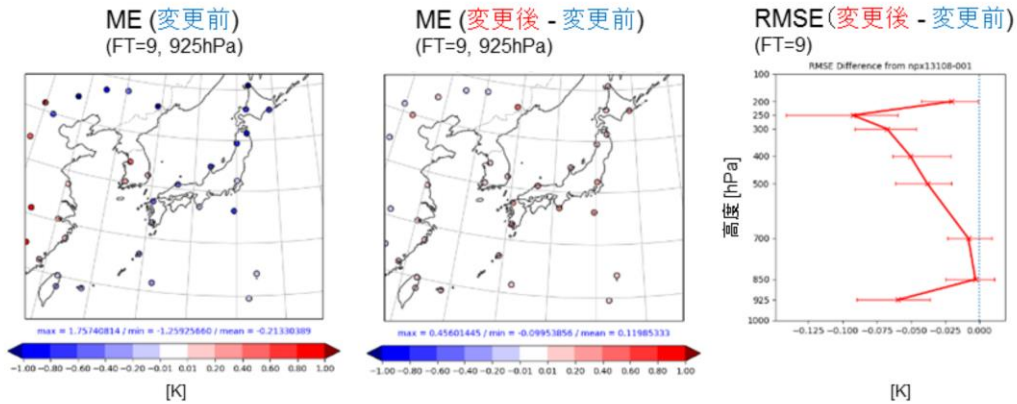 ME (変更前)
(FT=9, 925hPa)
max = 1.75740814 / min = -1.25925660 / mean = -0.21330389
−1.00 −0.80 −0.60 −0.40 −0.20 −0.01 0.01 0.20 0.40 0.60 0.80 1.00
[K]
ME (変更後 - 変更前)
(FT=9, 925hPa)
max = 0.45601445 / min = -0.09953856 / mean = 0.11985333
−1.00 −0.80 −0.60 −0.40 −0.20 −0.01 0.01 0.20 0.40 0.60 0.80 1.00
RMSE(変更後 - 変更前)
(FT=9)
RMSE Difference from npx13108-001
高度 [hPa]
100
200
250
300
400
500
700
850
925
1000
−0.125 −0.100 −0.075 −0.050 −0.025 0.000
[K]